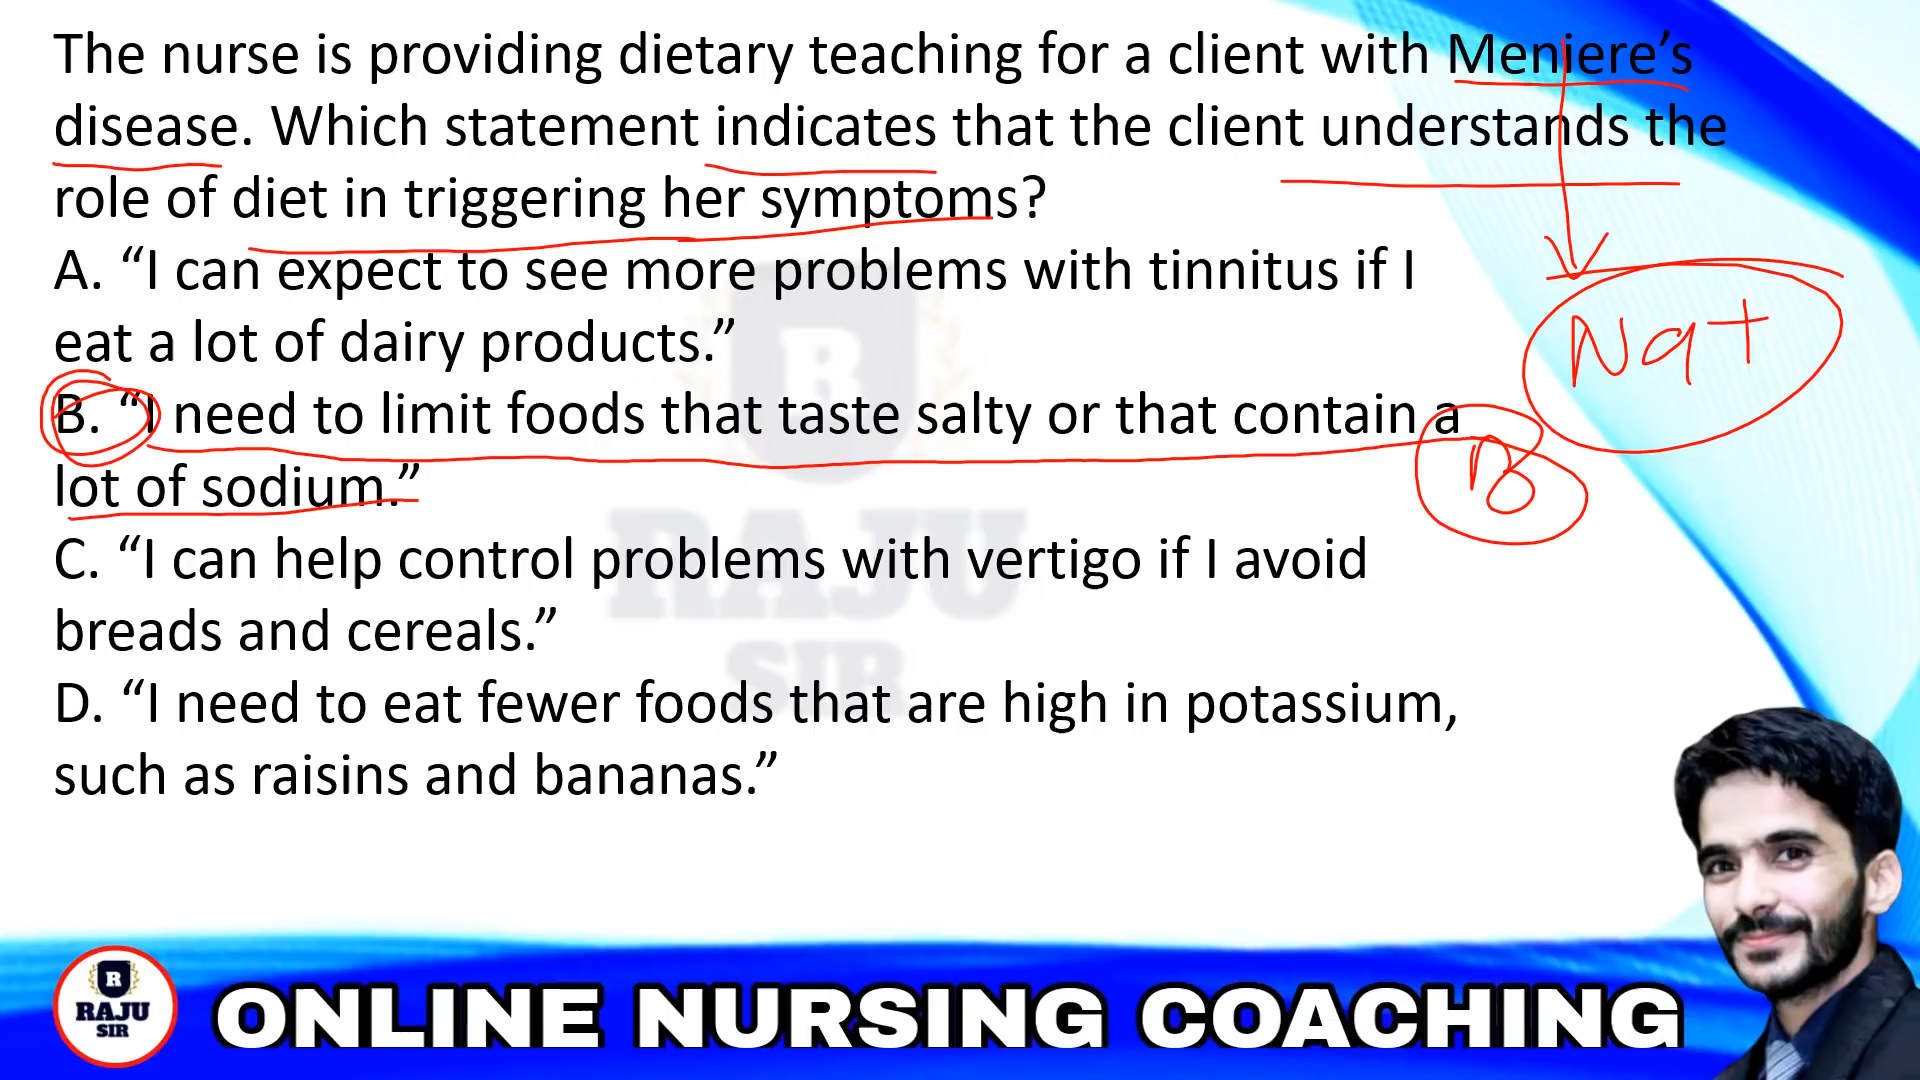 The nurse is providing dietary teaching for a client with Meniere’s
disease. Which statement indicates that the client understands the
role of diet in triggering her symptoms?
A. “I can expect to see more problems with tinnitus if I
eat a lot of dairy products.”
B. “I need to limit foods that taste salty or that contain a
lot of sodium.”
C. “I can help control problems with vertigo if I avoid
breads and cereals.”
D. “I need to eat fewer foods that are high in potassium,
such as raisins and bananas.”
Na+
B
R
RAJU
SIR
R
RAJU
SIR
ONLINE NURSING COACHING